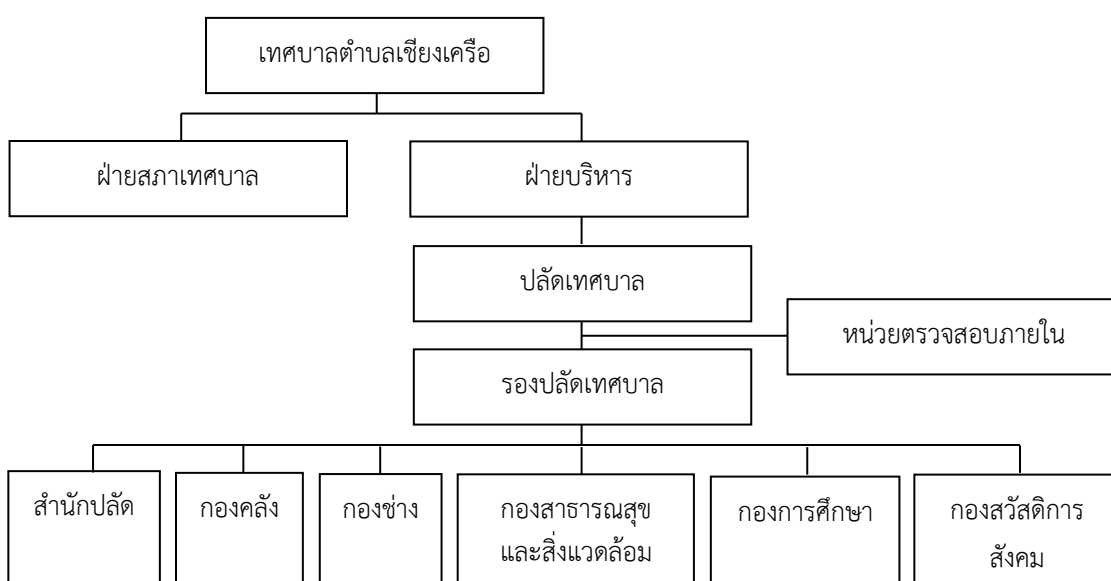 เทศบาลตำบลเชียงเครือ
ฝ่ายสภาเทศบาล
ฝ่ายบริหาร
ปลัดเทศบาล
หน่วยตรวจสอบภายใน
รองปลัดเทศบาล
สำนักปลัด
กองคลัง
กองช่าง
กองสาธารณสุข
และสิ่งแวดล้อม
กองการศึกษา
กองสวัสดิการ
สังคม